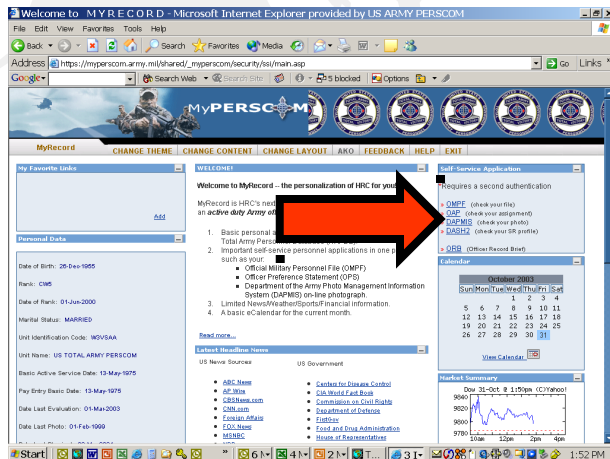 Welcome to M Y R E C O R D - Microsoft Internet Explorer provided by US ARMY PERSCOM
File Edit View Favorites Tools Help
Back Search Favorites Media
Address https://myperscom.army.mil/shared/_myperscom/security/ssi/main.asp Go Links »
Google Search Web Search Site 5 blocked Options
MyPERSCOM
MyRecord CHANGE THEME CHANGE CONTENT CHANGE LAYOUT AKO FEEDBACK HELP EXIT
My Favorite Links
Add
Personal Data
Date of Birth: 26-Dec-1955
Rank: CW5
Date of Rank: 01-Jun-2000
Marital Status: MARRIED
Unit Identification Code: W3VSAA
Unit Name: US TOTAL ARMY PERSCOM
Basic Active Service Date: 13-May-1975
Pay Entry Basic Date: 13-May-1975
Date Last Evaluation: 01-Mar-2003
Date Last Photo: 01-Feb-1999
WELCOME!
Welcome to MyRecord -- the personalization of HRC for you!
MyRecord is HRC's next
an active duty Army of
1. Basic personal a
Total Army Per
2. Important self-service personnel applications in one p
such as your:
Official Military Personnel File (OMPF)
Officer Preference Statement (OPS)
Department of the Army Photo Management Information
System (DAPMIS) on-line photograph.
3. Limited News/Weather/Sports/Financial information.
4. A basic eCalendar for the current month.
Read more...
Latest Headline News
US News Sources
ABC News
AP Wire
CBSNews.com
CNN.com
Foreign Affairs
FOX News
MSNBC
US Government
Centers for Disease Control
CIA World Fact Book
Commission on Civil Rights
Department of Defense
FirstGov
Food and Drug Administration
House of Representatives
Self-Service Application
Requires a second authentication
» OMPF (check your file)
» OAP (check your assignment)
» DAPMIS (check your photo)
» DASH2 (check your SR profile)
» ORB (Officer Record Brief)
Calendar
October 2003
Sun Mon Tue Wed Thu Fri Sat
1 2 3 4
5 6 7 8 9 10 11
12 13 14 15 16 17 18
19 20 21 22 23 24 25
26 27 28 29 30 31
View Calendar
Market Summary
Dow 31-Oct @ 1:50pm (C)Yahoo!
9840
9820
9800
9780
10am 12pm 2pm 4pm
Start » 6 N 4 N 2 N T... 3 I 1:52 PM